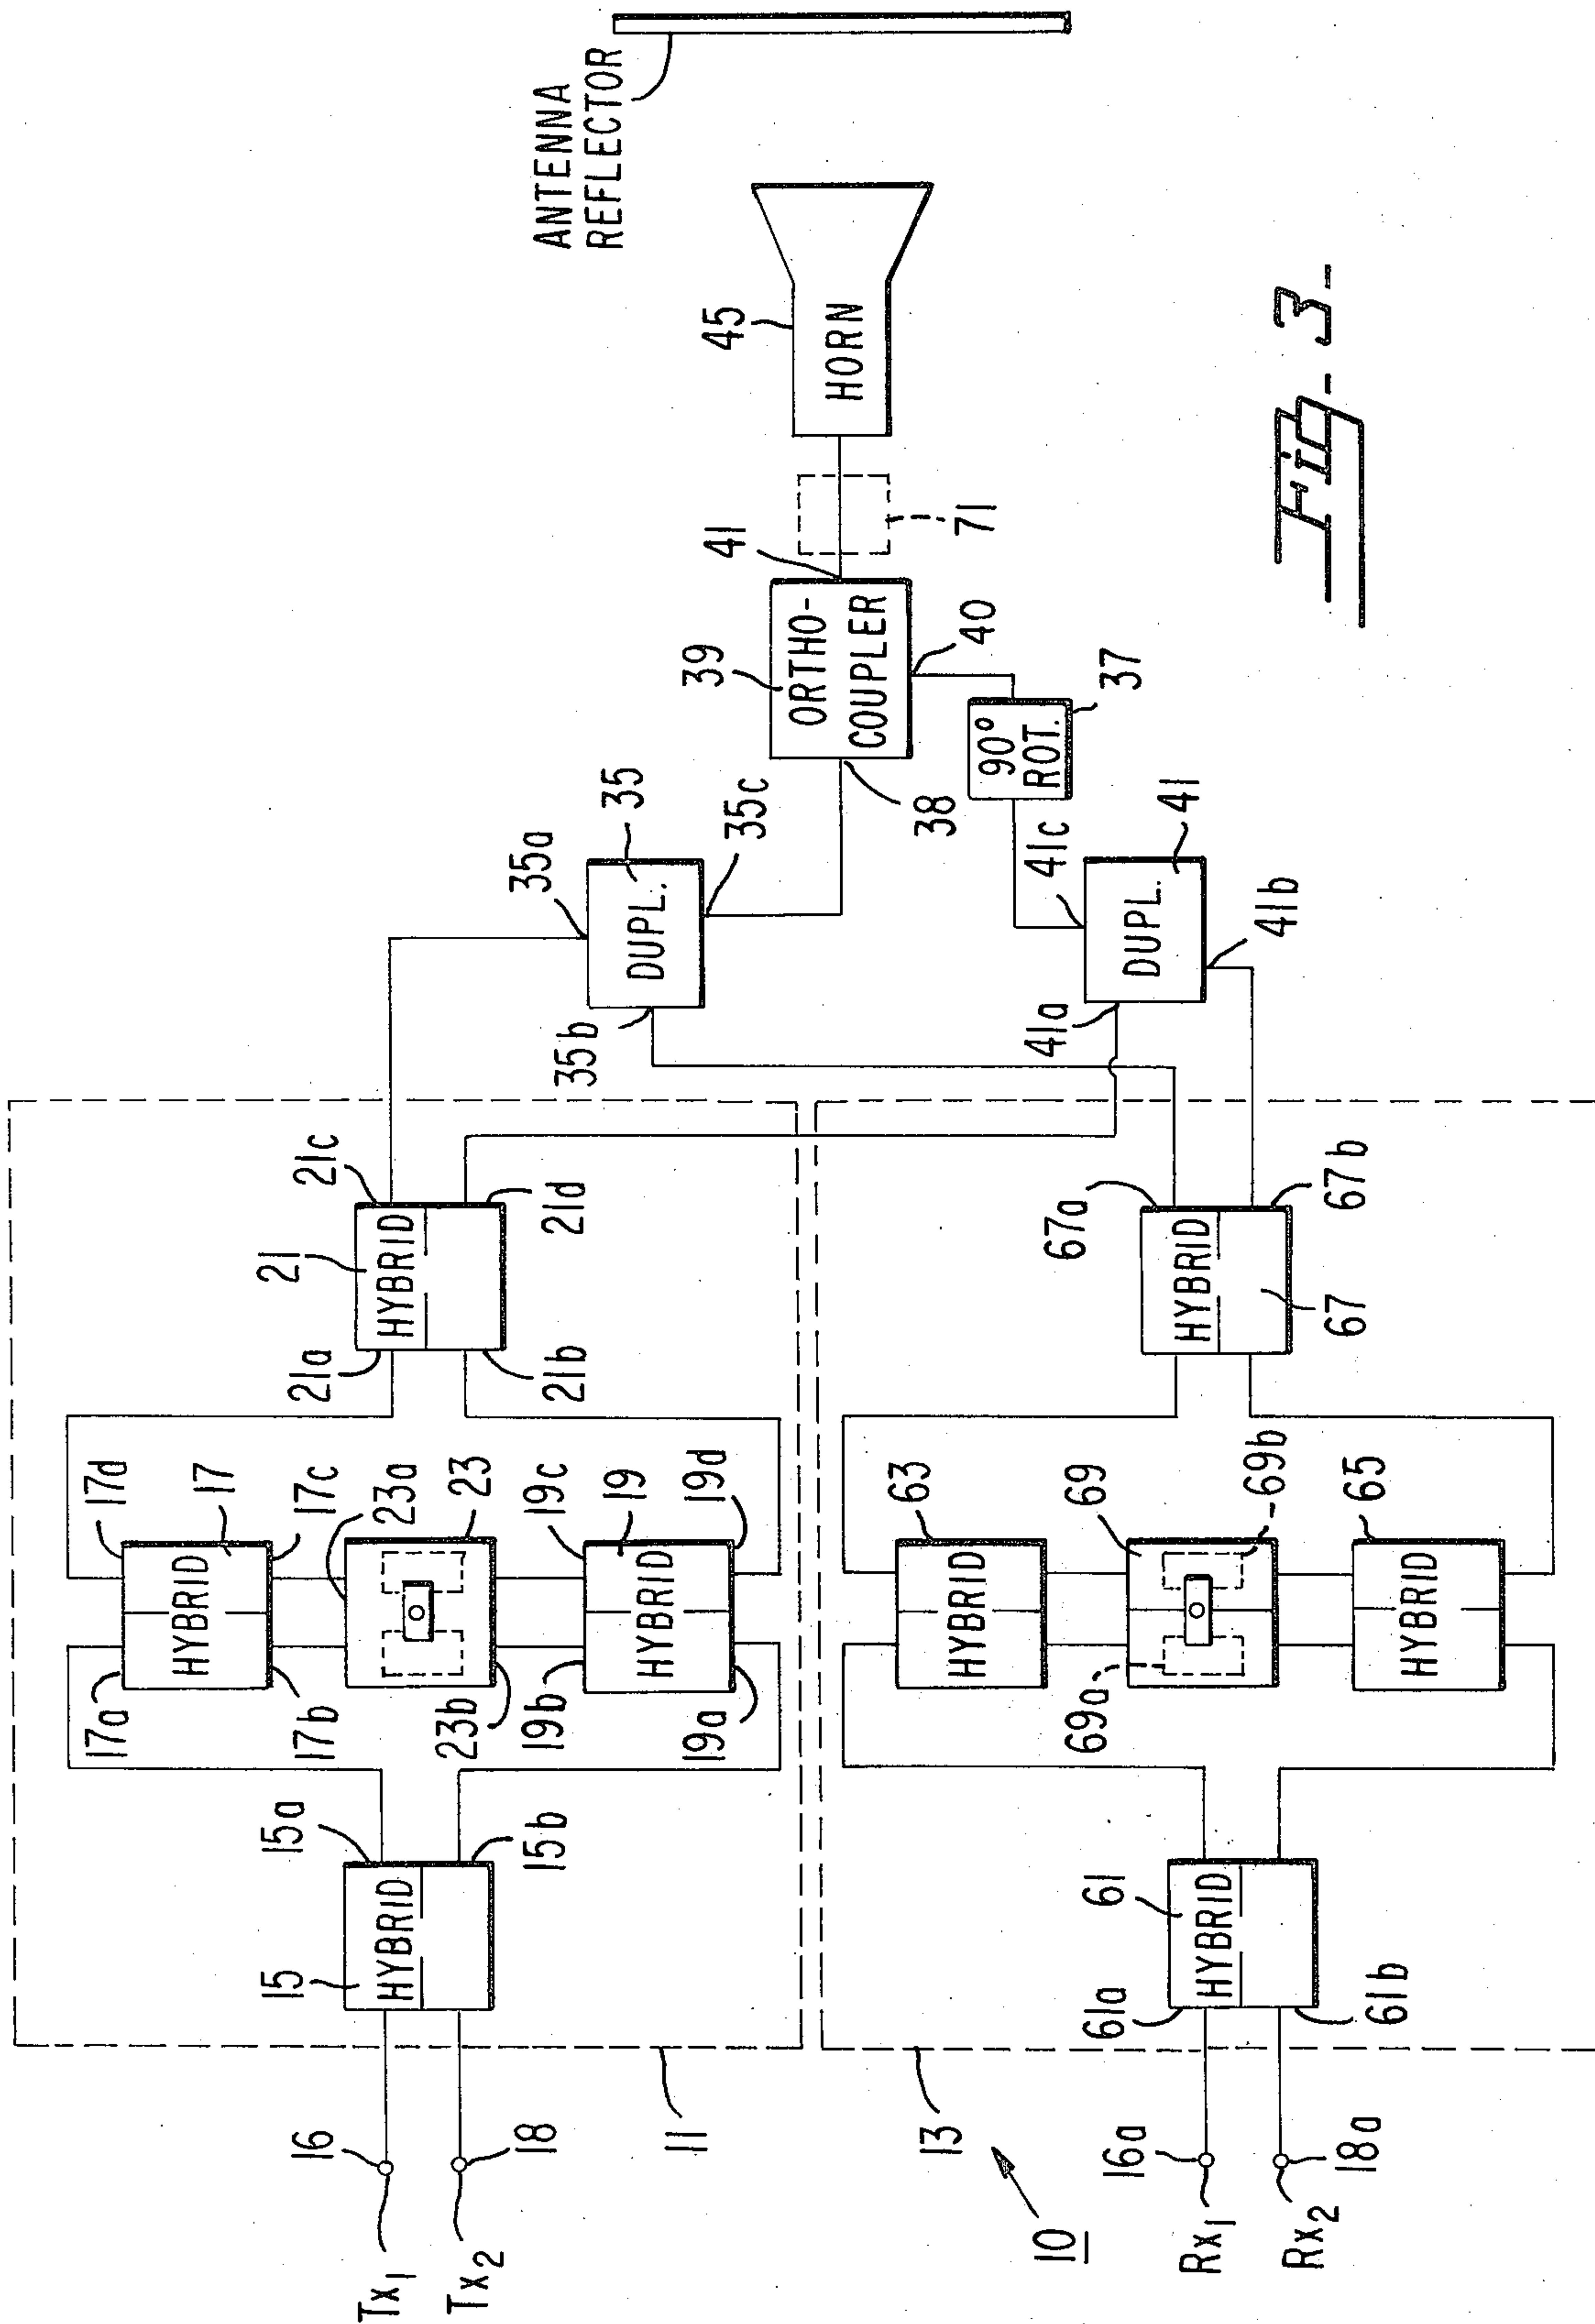 ANTENNA
REFLECTOR
45
HORN
71
41
39
ORTHO-
COUPLER
40
38
37
90°
ROT.
35a
35
35c
DUPL.
35b
41c
41
DUPL.
41b
41a
21c
21
HYBRID
21d
21a
21b
67a
67b
HYBRID
67
17d
17
17c
HYBRID
17a
17b
23a
23
23b
19c
19
19d
HYBRID
19b
19a
63
HYBRID
69
69b
69a
65
HYBRID
15a
15b
15
HYBRID
61
HYBRID
61a
61b
16
18
Tx1
Tx2
11
13
10
16a
18a
Rx1
Rx2
Fig. 3.